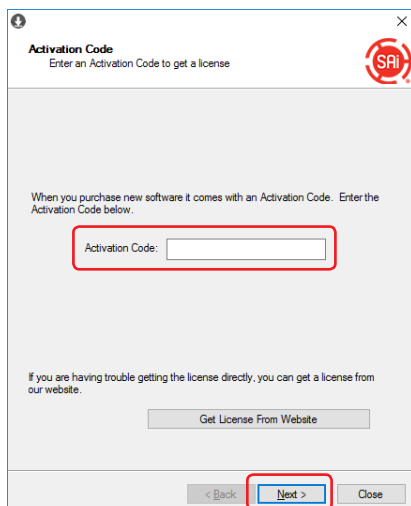 Activation Code
Enter an Activation Code to get a license
SAi
When you purchase new software it comes with an Activation Code. Enter the
Activation Code below.
Activation Code:
If you are having trouble getting the license directly, you can get a license from
our website.
Get License From Website
< Back
Next >
Close